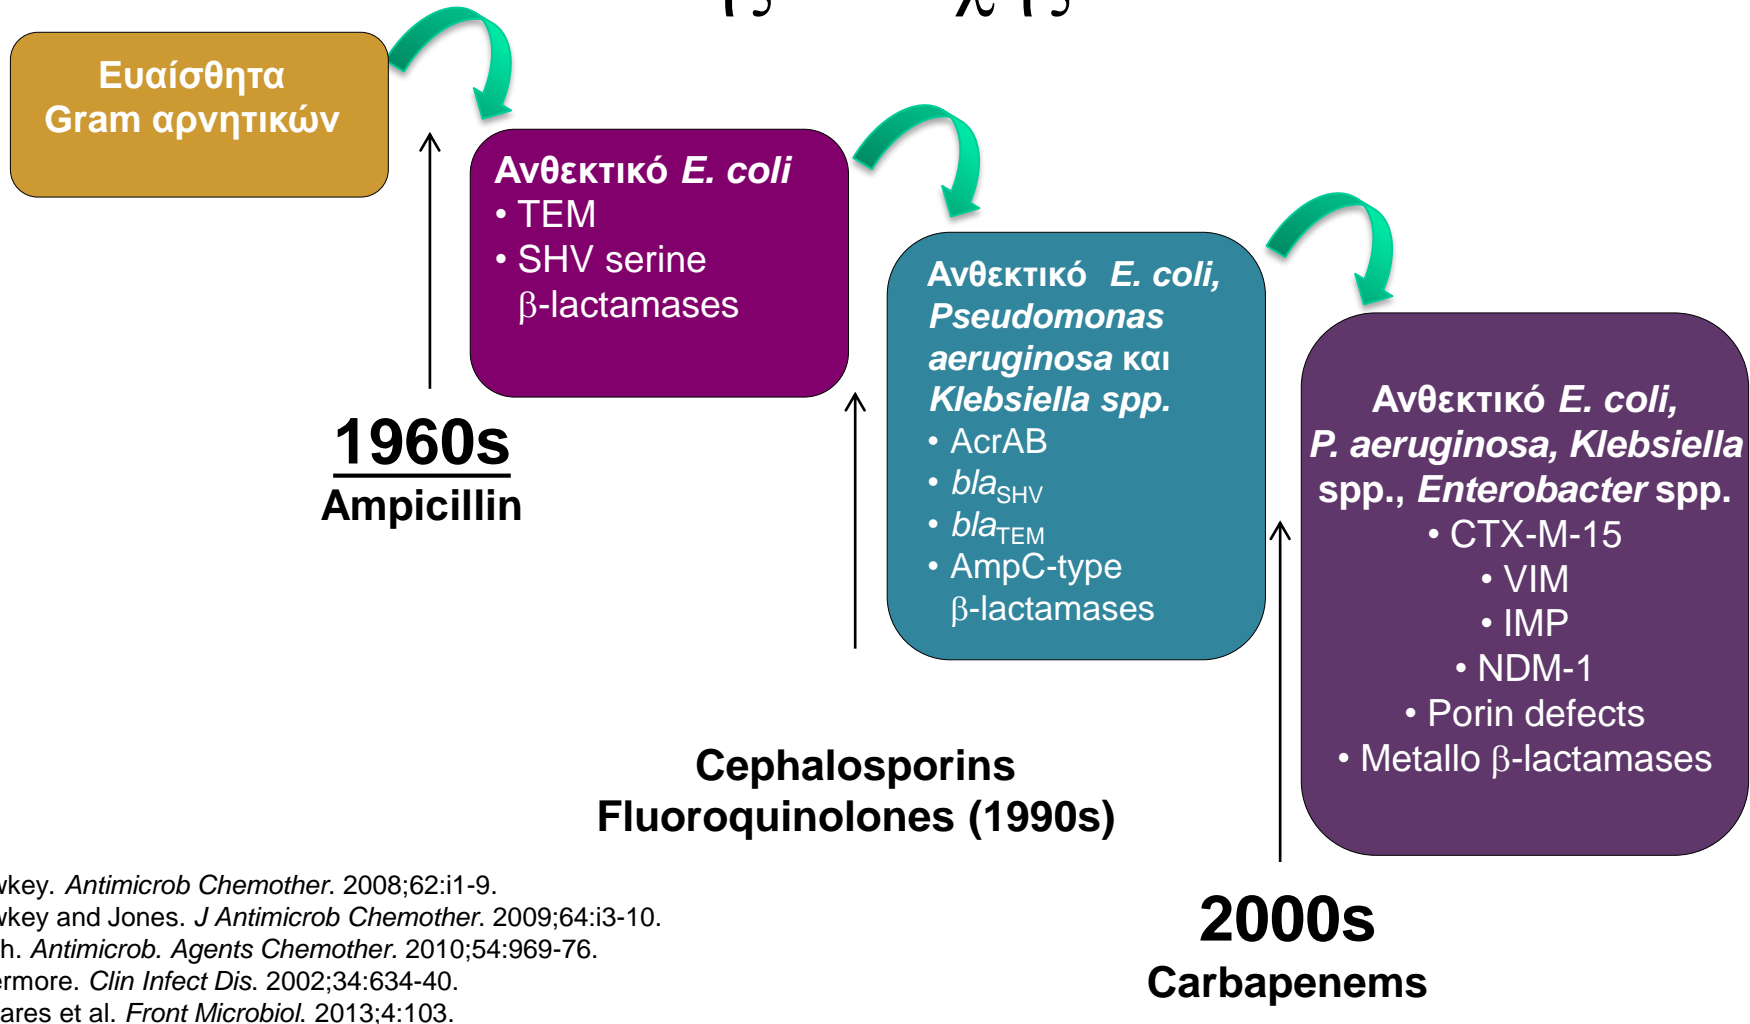 Ευαίσθητα
Gram αρνητικών
Ανθεκτικό E. coli
• TEM
• SHV serine
β-lactamases
1960s
Ampicillin
Ανθεκτικό E. coli,
Pseudomonas
aeruginosa και
Klebsiella spp.
• AcrAB
• blaSHV
• blaTEM
• AmpC-type
β-lactamases
Cephalosporins
Fluoroquinolones (1990s)
Ανθεκτικό E. coli,
P. aeruginosa, Klebsiella
spp., Enterobacter spp.
• CTX-M-15
• VIM
• IMP
• NDM-1
• Porin defects
• Metallo β-lactamases
2000s
Carbapenems
Antimicrob Chemother. 2008;62:i1-9.
and Jones. J Antimicrob Chemother. 2009;64:i3-10.
Antimicrob. Agents Chemother. 2010;54:969-76.
Clin Infect Dis. 2002;34:634-40.
et al. Front Microbiol. 2013;4:103.